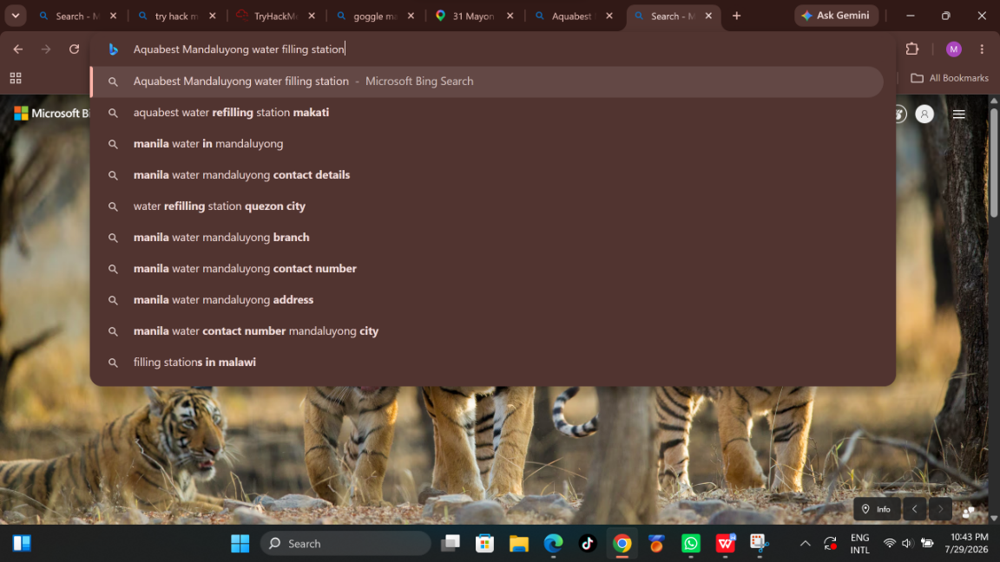 Search - M
try hack m
TryHackMe
goggle ma
31 Mayon
Aquabest
Search - M
Ask Gemini
Aquabest Mandaluyong water filling station
M
All Bookmarks
Aquabest Mandaluyong water filling station - Microsoft Bing Search
aquabest water refilling station makati
manila water in mandaluyong
manila water mandaluyong contact details
water refilling station quezon city
manila water mandaluyong branch
manila water mandaluyong contact number
manila water mandaluyong address
manila water contact number mandaluyong city
filling stations in malawi
Microsoft Bi
Info
Search
ENG
INTL
10:43 PM
7/29/2026